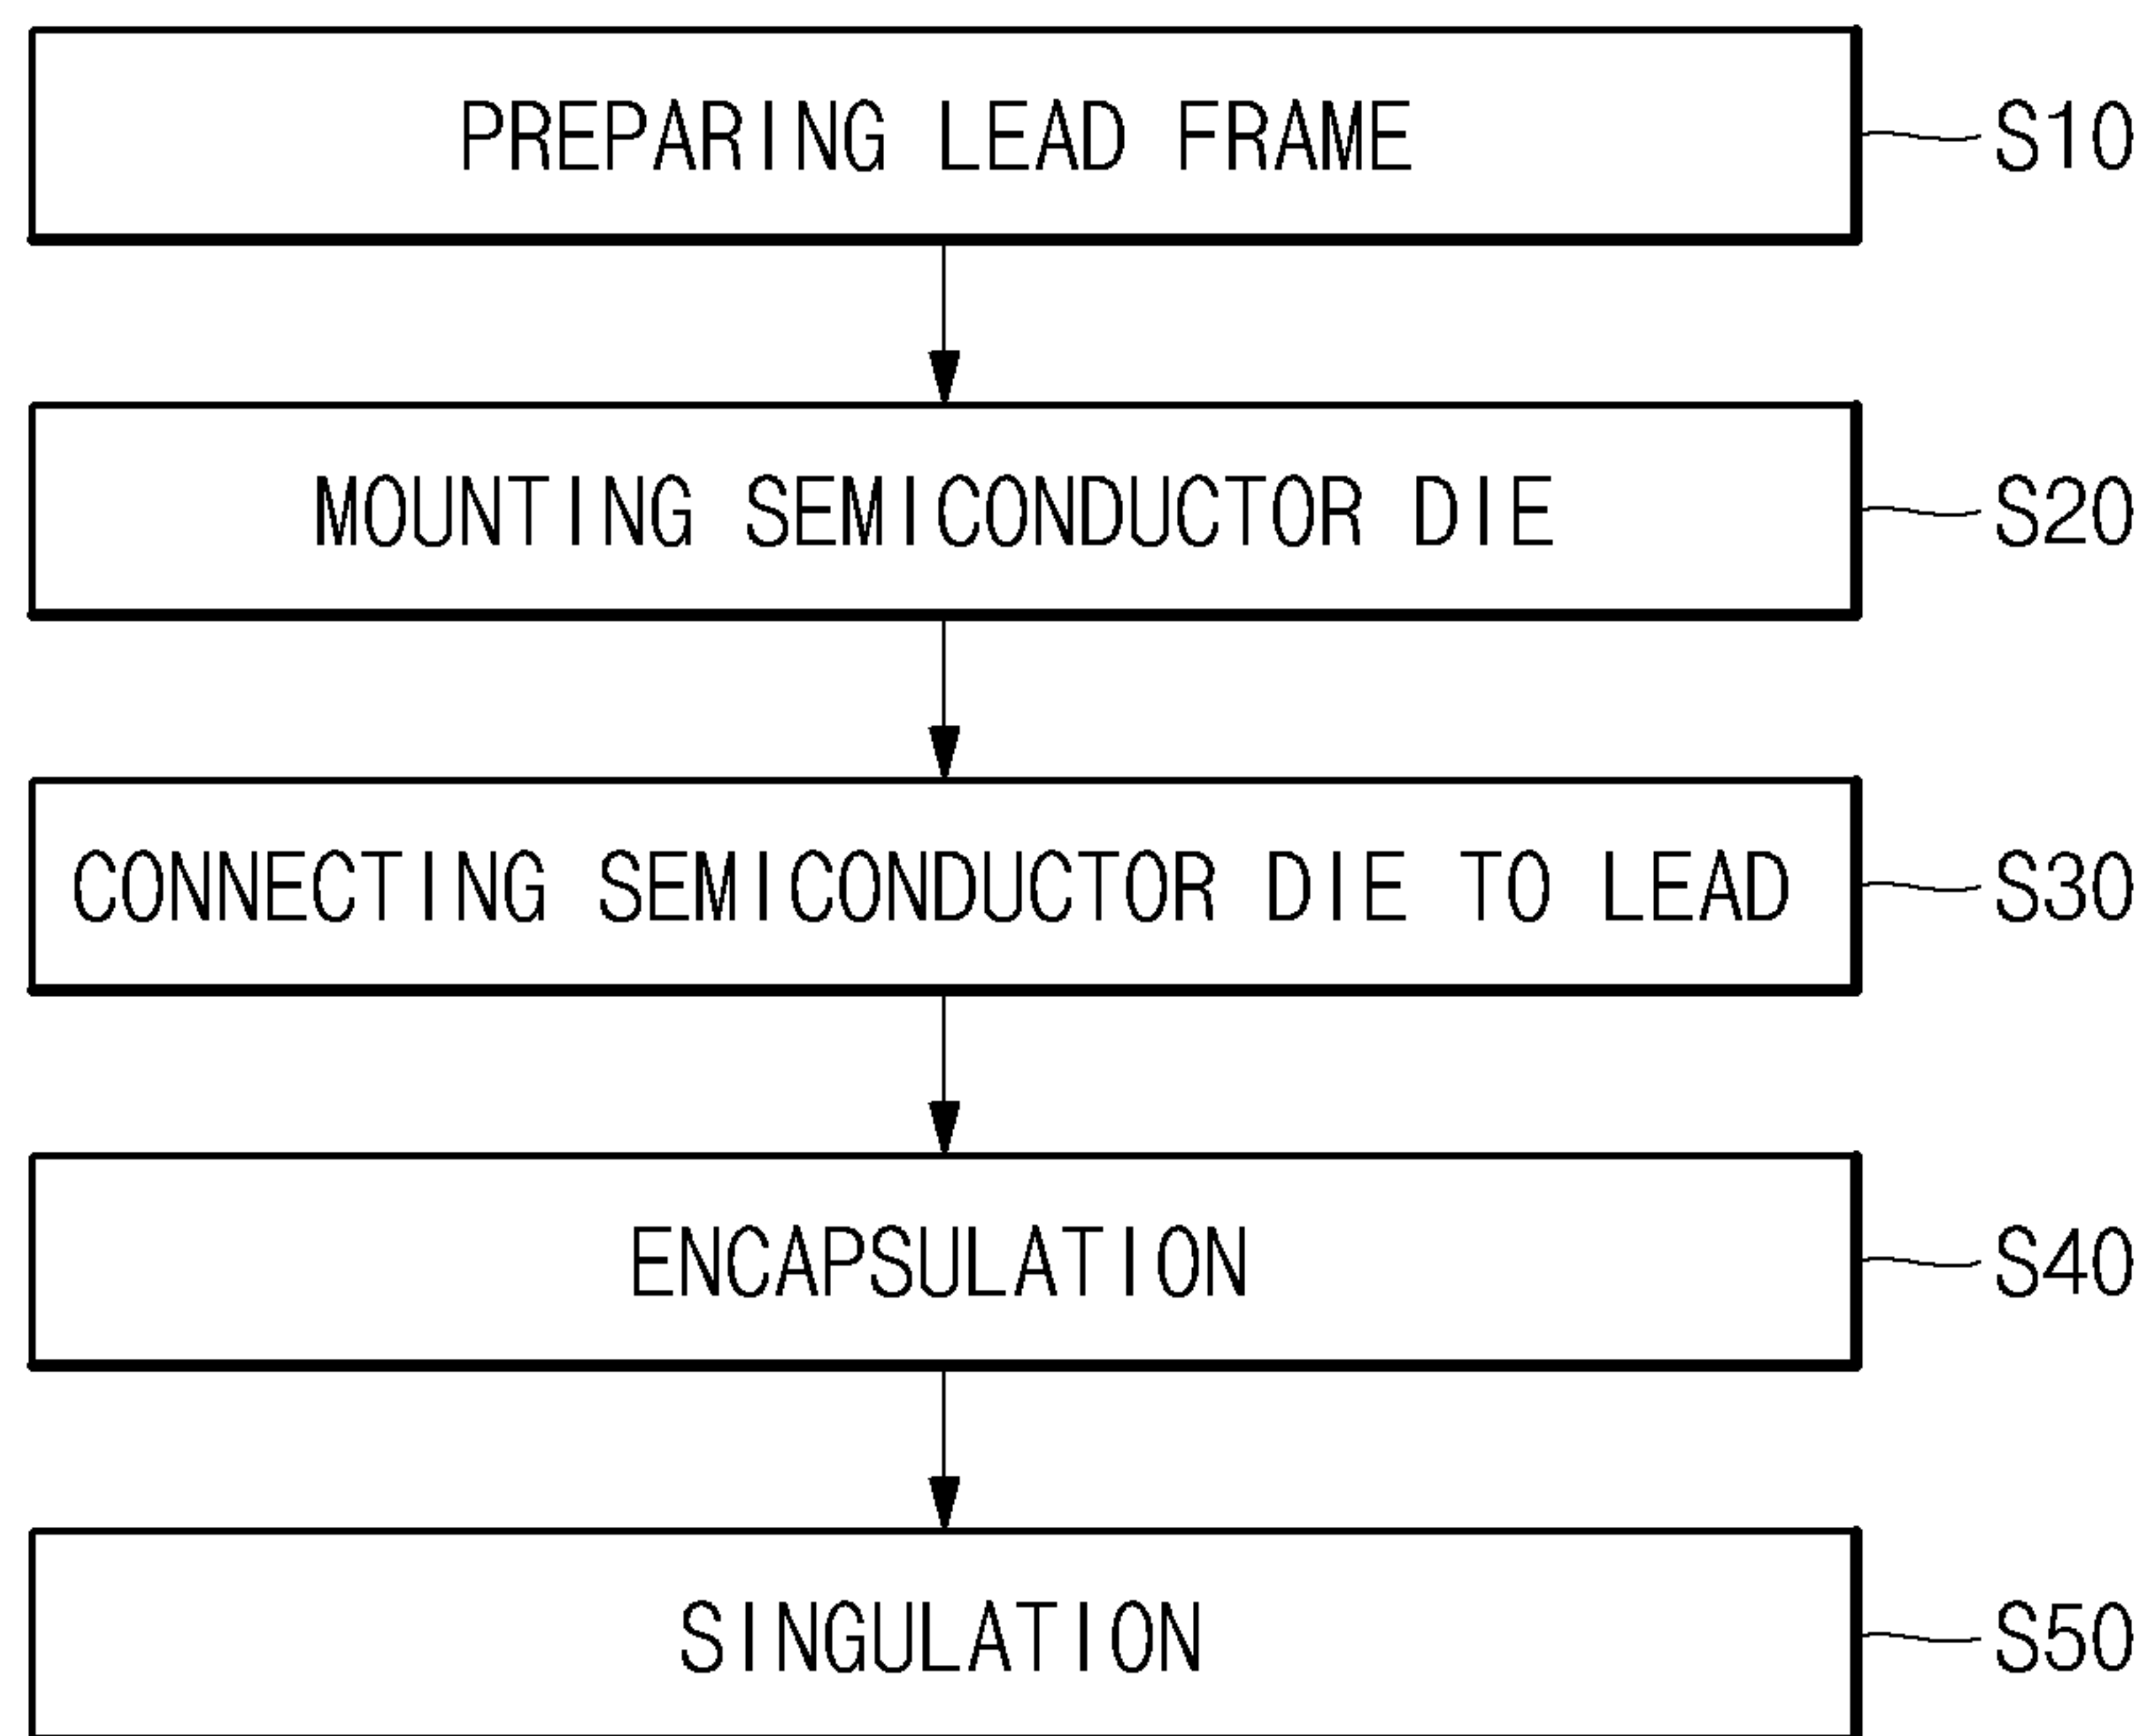 PREPARING LEAD FRAME
S10
MOUNTING SEMICONDUCTOR DIE
S20
CONNECTING SEMICONDUCTOR DIE TO LEAD
S30
ENCAPSULATION
S40
SINGULATION
S50